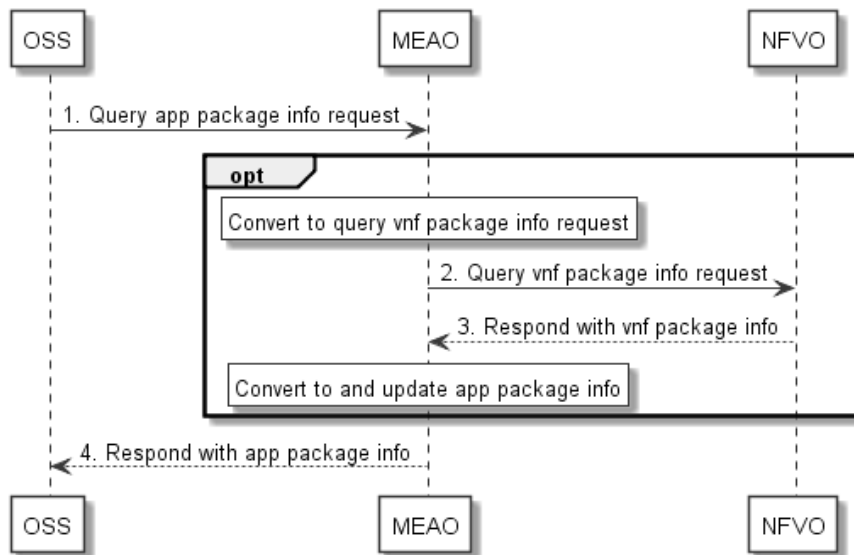 OSS MEAO NFVO
1. Query app package info request
opt
Convert to query vnf package info request
2. Query vnf package info request
3. Respond with vnf package info
Convert to and update app package info
4. Respond with app package info
OSS MEAO NFVO